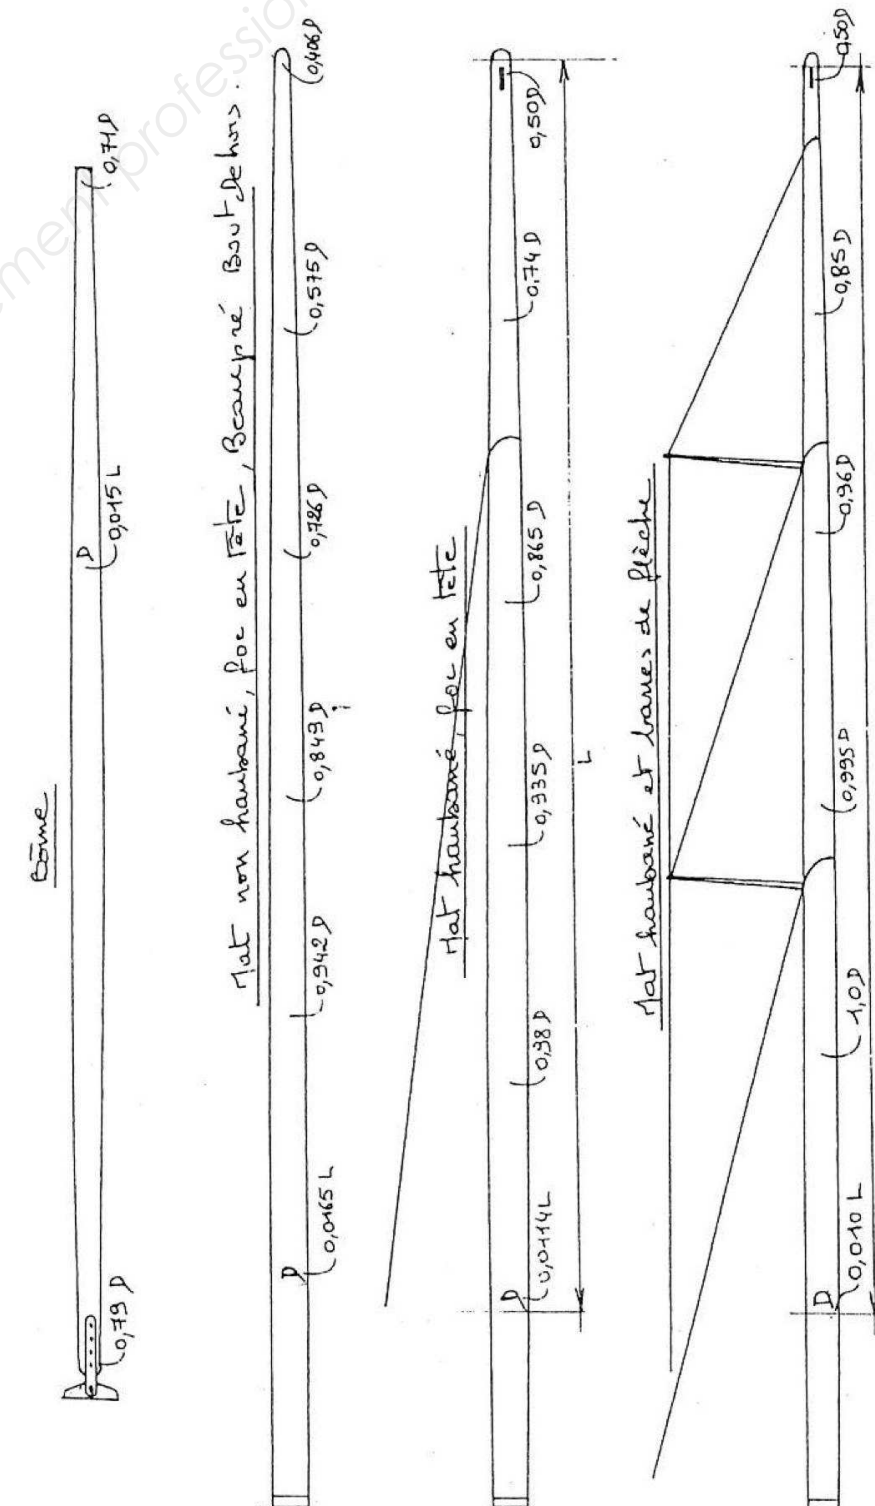 Bôme
0,79 D
D
0,015 L
0,71 D
Mat non haubané, foc en tête, Beaupré Bout Dehors.
D
0,0165 L
0,942 D
0,849 D
0,726 D
0,575 D
0,406 D
Mat haubané, foc en tête
D
0,0114 L
0,98 D
0,935 D
0,865 D
0,74 D
0,50 D
L
Mat haubané et barres de flèche
D
0,010 L
1,0 D
0,995 D
0,96 D
0,85 D
0,50 D